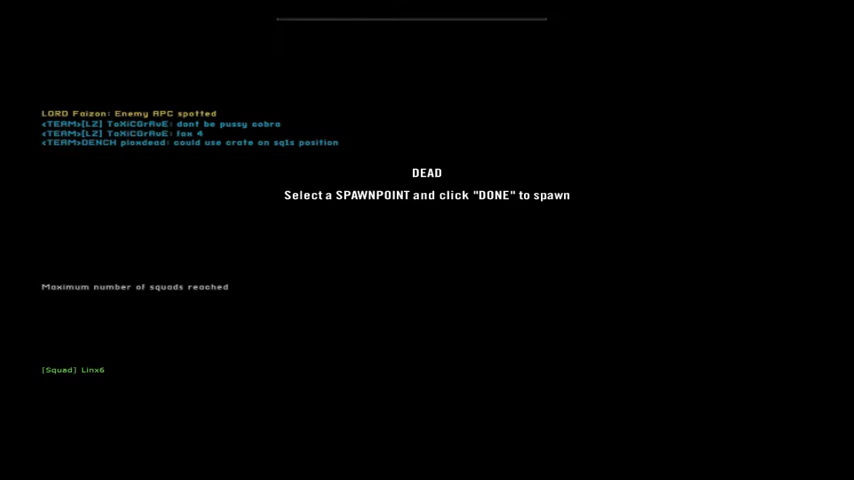 LORD Faizon: Enemy APC spotted
<TEAM>[LZ] ToXiCGrAvE: dont be pussy cobra
<TEAM>[LZ] ToXiCGrAvE: fox 4
<TEAM>DENCH ploxdead: could use crate on sq1s position
DEAD
Select a SPAWNPOINT and click "DONE" to spawn
Maximum number of squads reached
[Squad] Linx6